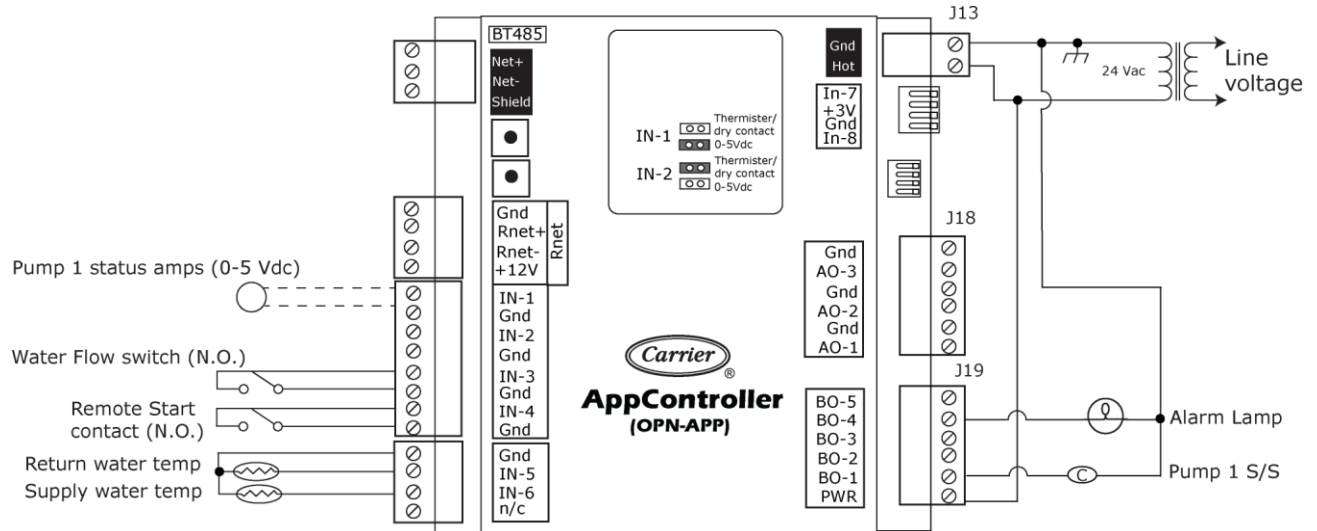 J13
BT485
Net+
Net-
Shield
Gnd
Hot
24 Vac
Line
voltage
In-7
+3V
Gnd
In-8
IN-1
Thermister/
dry contact
0-5Vdc
IN-2
Thermister/
dry contact
0-5Vdc
Gnd
Rnet+
Rnet-
+12V
Rnet
J18
Gnd
AO-3
Gnd
AO-2
Gnd
AO-1
Pump 1 status amps (0-5 Vdc)
IN-1
Gnd
IN-2
Gnd
IN-3
Gnd
IN-4
Gnd
Water Flow switch (N.O.)
Remote Start
contact (N.O.)
Carrier
®
AppController
(OPN-APP)
J19
BO-5
BO-4
BO-3
BO-2
BO-1
PWR
Alarm Lamp
C
Pump 1 S/S
Return water temp
Supply water temp
Gnd
IN-5
IN-6
n/c